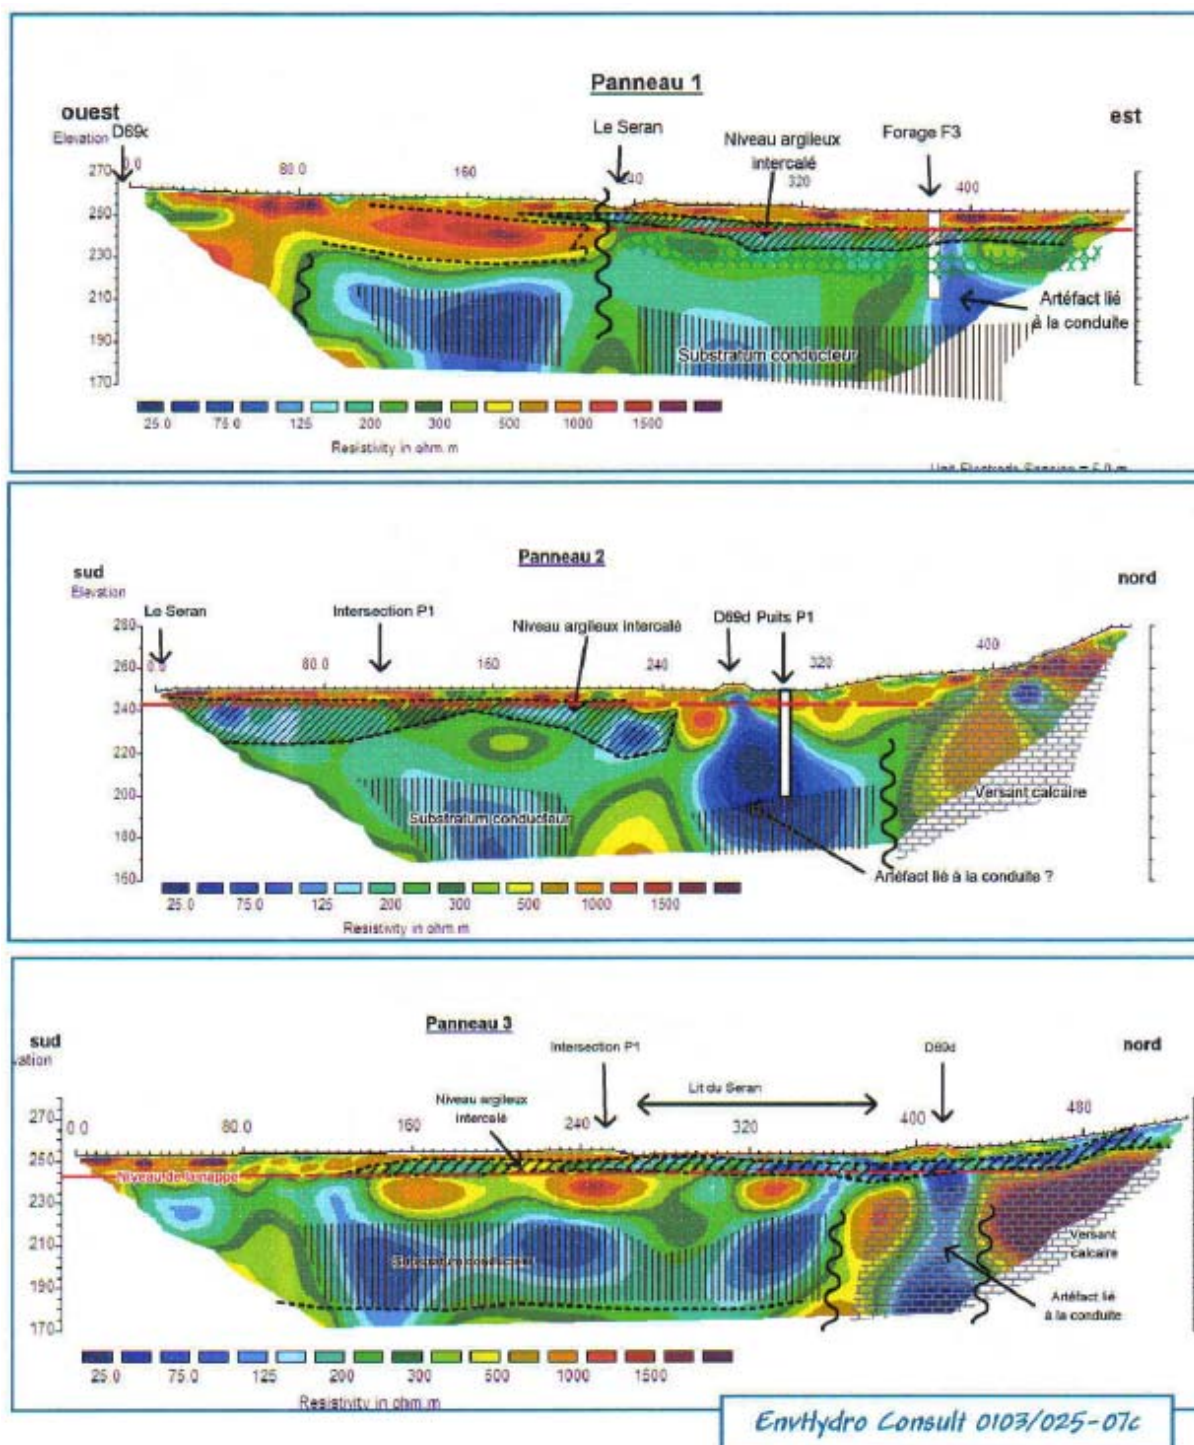 Panneau 1
ouest
est
Elevation
D69c
Le Seran
Niveau argileux
intercalé
Forage F3
270
0.0
80.0
160
240
320
400
250
230
210
190
170
Artéfact lié
à la conduite
Substratum conducteur
25.0 75.0 125 200 300 500 1000 1500
Resistivity in ohm.m
Unit Electrode Spacing = 5.0 m
Panneau 2
sud
nord
Elevation
Le Seran
Intersection P1
Niveau argileux intercalé
D69d Puits P1
280
260
0.0
80.0
160
240
320
400
240
220
200
180
160
Substratum conducteur
Versant calcaire
Artéfact lié à la conduite ?
25.0 75.0 125 200 300 500 1000 1500
Resistivity in ohm.m
Panneau 3
sud
nord
vation
Intersection P1
D69d
Lit du Seran
Niveau argileux
intercalé
270
0.0
80.0
160
240
320
400
480
250
Niveau de la nappe
230
210
190
170
Substratum conducteur
Versant
calcaire
Artéfact lié
à la conduite
25.0 75.0 125 200 300 500 1000 1500
Resistivity in ohm.m
EnvHydro Consult 0103/025-07c